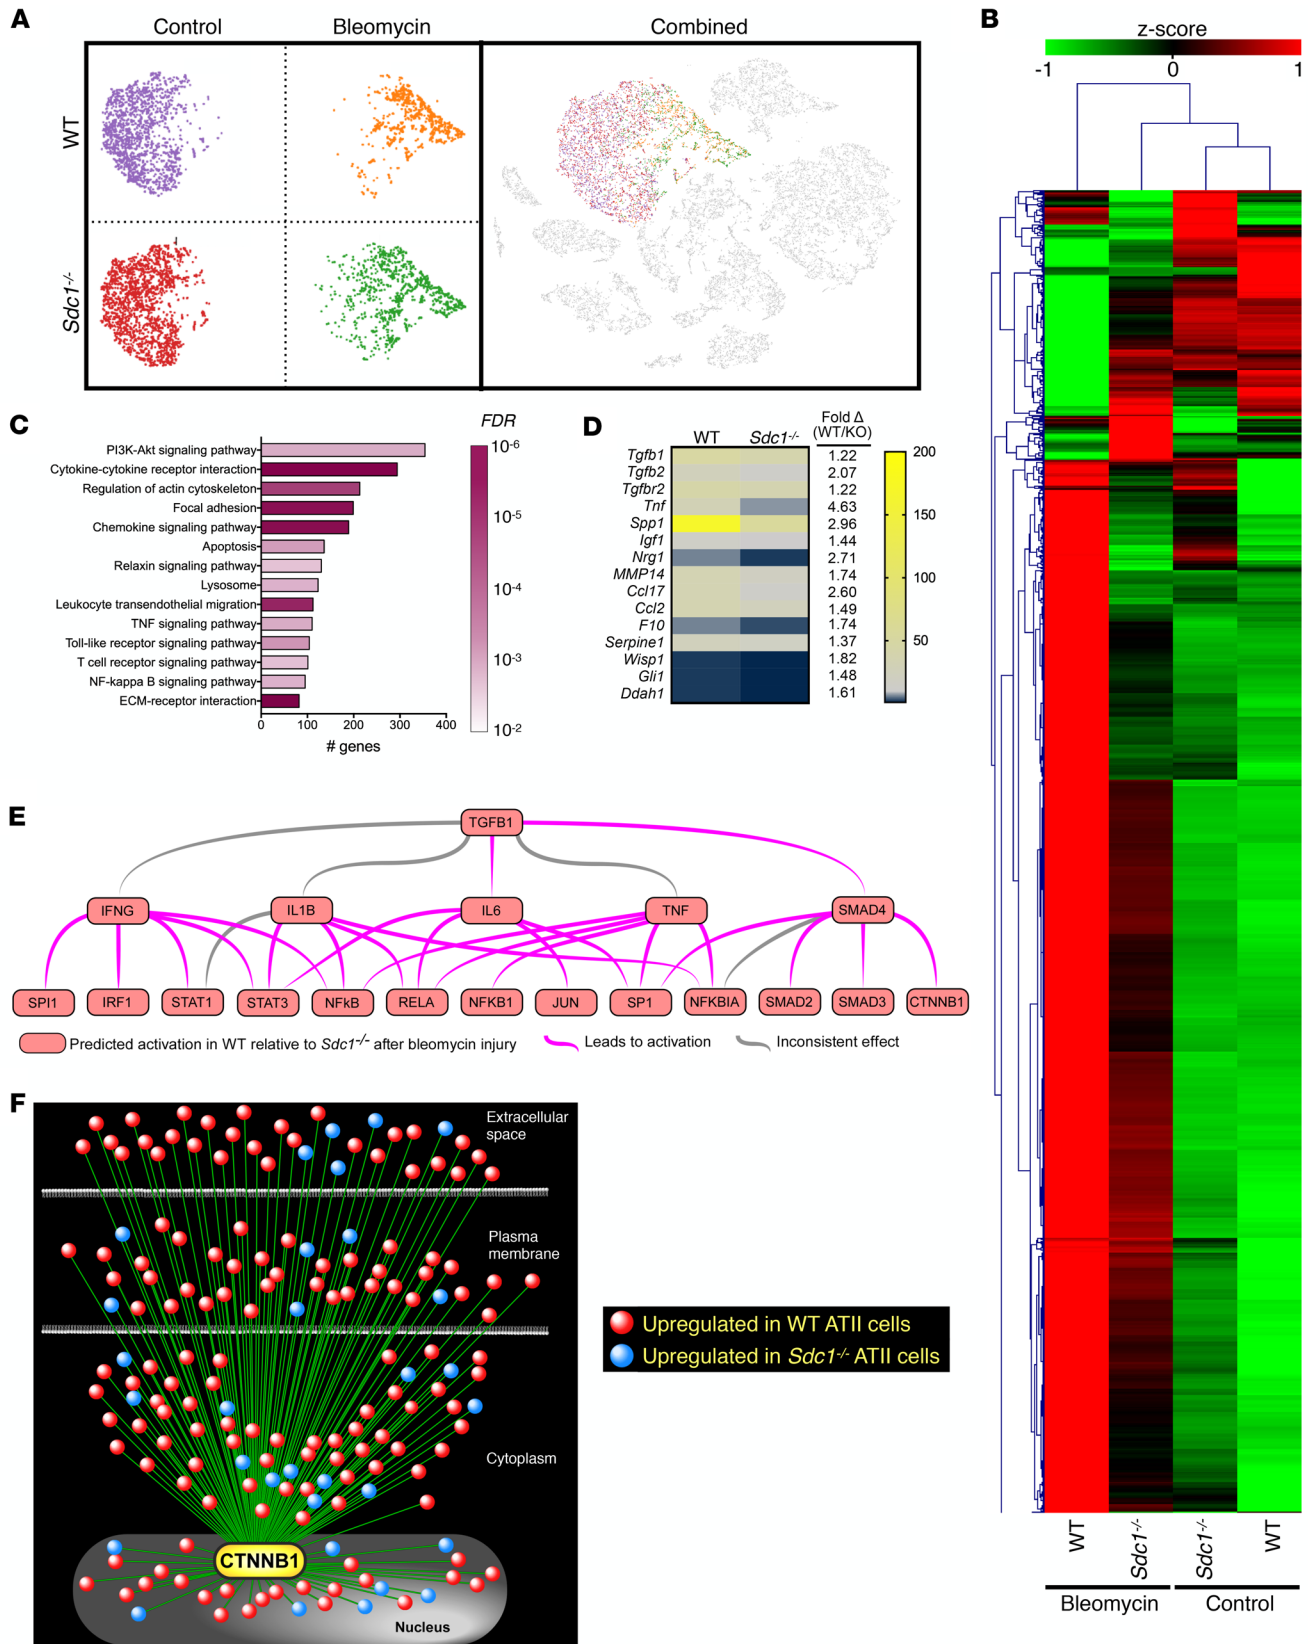 A
Control
Bleomycin
Combined
WT
Sdc1-/-
B
z-score
-1
0
1
WT
Sdc1-/-
Sdc1-/-
WT
Bleomycin
Control
C
FDR
PI3K-Akt signaling pathway
Cytokine-cytokine receptor interaction
Regulation of actin cytoskeleton
Focal adhesion
Chemokine signaling pathway
Apoptosis
Relaxin signaling pathway
Lysosome
Leukocyte transendothelial migration
TNF signaling pathway
Toll-like receptor signaling pathway
T cell receptor signaling pathway
NF-kappa B signaling pathway
ECM-receptor interaction
0 100 200 300 400
# genes
10-6
10-5
10-4
10-3
10-2
D
WT Sdc1-/- Fold Δ (WT/KO)
Tgfb1 1.22
Tgfb2 2.07
Tgfbr2 1.22
Tnf 4.63
Spp1 2.96
Igf1 1.44
Nrg1 2.71
MMP14 1.74
Ccl17 2.60
Ccl2 1.49
F10 1.74
Serpine1 1.37
Wisp1 1.82
Gli1 1.48
Ddah1 1.61
200
150
100
50
E
TGFB1
IFNG IL1B IL6 TNF SMAD4
SPI1 IRF1 STAT1 STAT3 NFkB RELA NFKB1 JUN SP1 NFKBIA SMAD2 SMAD3 CTNNB1
Predicted activation in WT relative to Sdc1-/- after bleomycin injury
Leads to activation
Inconsistent effect
F
Extracellular
space
Plasma
membrane
Cytoplasm
CTNNB1
Nucleus
Upregulated in WT ATII cells
Upregulated in Sdc1-/- ATII cells